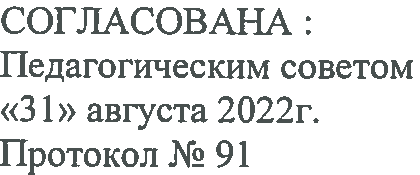 СОГЛАСОВАНА :
Педагогическим советом
«31» августа 2022г.
Протокол № 91